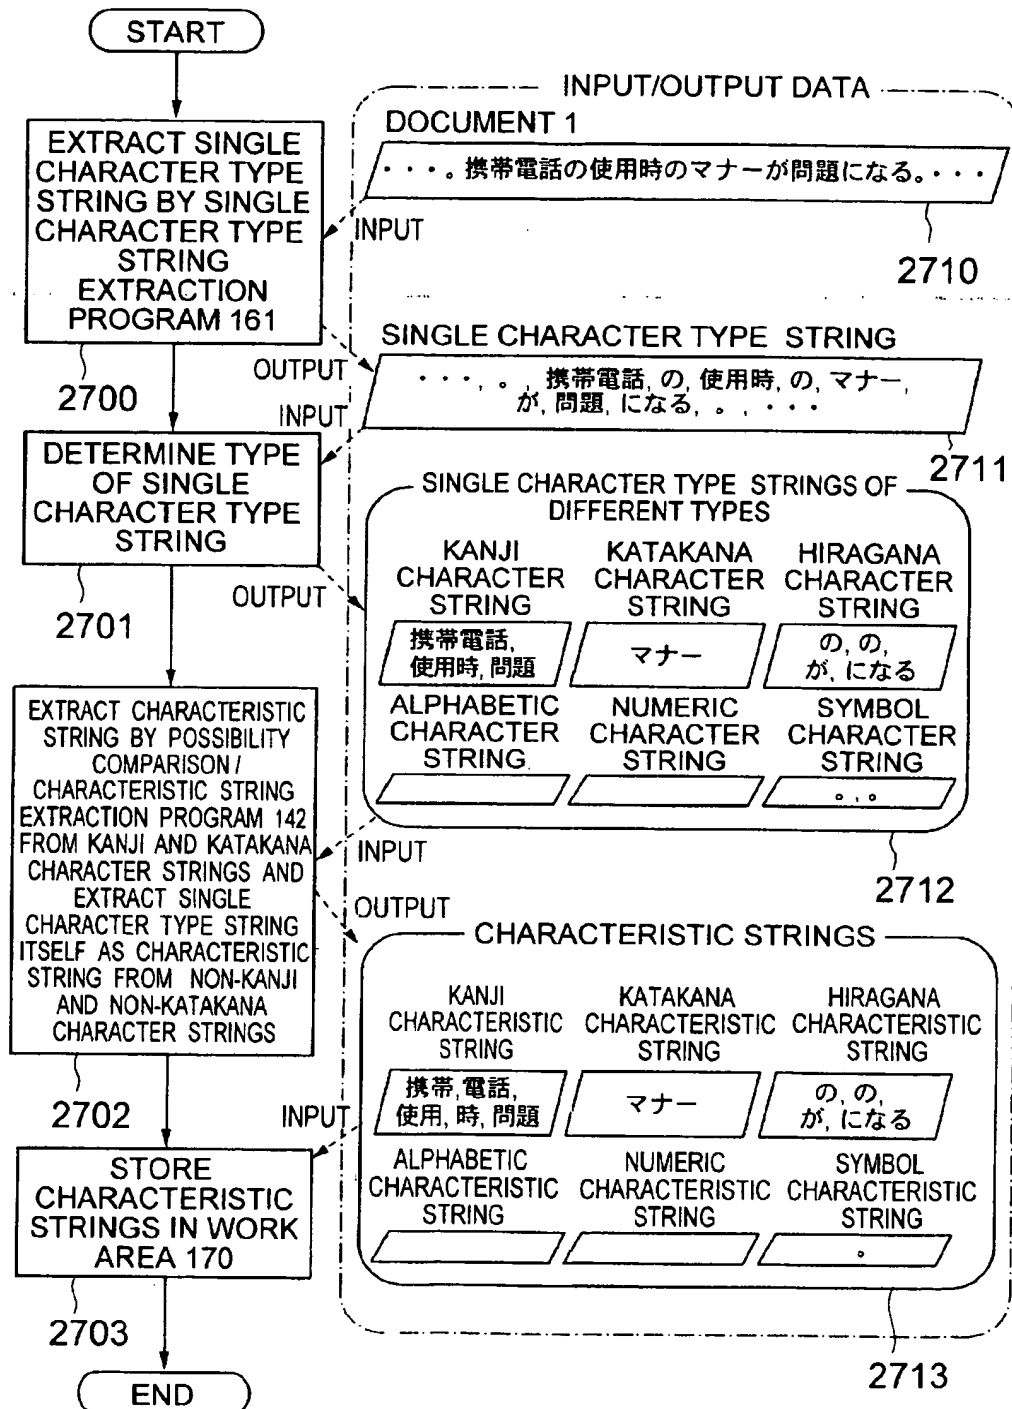 START
EXTRACT SINGLE
CHARACTER TYPE
STRING BY SINGLE
CHARACTER TYPE
STRING
EXTRACTION
PROGRAM 161
2700
INPUT/OUTPUT DATA
DOCUMENT 1
・・・。携帯電話の使用時のマナーが問題になる。・・・
INPUT
2710
OUTPUT
SINGLE CHARACTER TYPE STRING
・・・, 。, 携帯電話, の, 使用時, の, マナー,
が, 問題, になる, 。, ・・・
INPUT
2711
DETERMINE TYPE
OF SINGLE
CHARACTER TYPE
STRING
2701
OUTPUT
SINGLE CHARACTER TYPE STRINGS OF
DIFFERENT TYPES
KANJI
CHARACTER
STRING
携帯電話,
使用時, 問題
KATAKANA
CHARACTER
STRING
マナー
HIRAGANA
CHARACTER
STRING
の, の,
が, になる
ALPHABETIC
CHARACTER
STRING.
NUMERIC
CHARACTER
STRING
SYMBOL
CHARACTER
STRING
。, 。
2712
INPUT
EXTRACT CHARACTERISTIC
STRING BY POSSIBILITY
COMPARISON /
CHARACTERISTIC STRING
EXTRACTION PROGRAM 142
FROM KANJI AND KATAKANA
CHARACTER STRINGS AND
EXTRACT SINGLE
CHARACTER TYPE STRING
ITSELF AS CHARACTERISTIC
STRING FROM NON-KANJI
AND NON-KATAKANA
CHARACTER STRINGS
2702
OUTPUT
CHARACTERISTIC STRINGS
KANJI
CHARACTERISTIC
STRING
携帯, 電話,
使用, 時, 問題
KATAKANA
CHARACTERISTIC
STRING
マナー
HIRAGANA
CHARACTERISTIC
STRING
の, の,
が, になる
ALPHABETIC
CHARACTERISTIC
STRING
NUMERIC
CHARACTERISTIC
STRING
SYMBOL
CHARACTERISTIC
STRING
。
2713
INPUT
STORE
CHARACTERISTIC
STRINGS IN WORK
AREA 170
2703
END